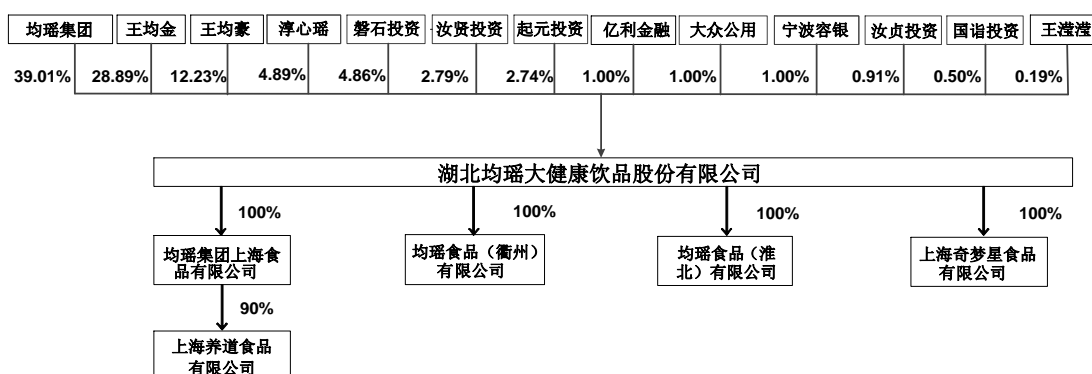 均瑶集团 王均金 王均豪 淳心瑶 磐石投资 汝贤投资 起元投资 亿利金融 大众公用 宁波容银 汝贞投资 国诣投资 王滢滢
39.01% 28.89% 12.23% 4.89% 4.86% 2.79% 2.74% 1.00% 1.00% 1.00% 0.91% 0.50% 0.19%
湖北均瑶大健康饮品股份有限公司
100% 100% 100% 100%
均瑶集团上海食
品有限公司
均瑶食品（衢州）
有限公司
均瑶食品（淮
北）有限公司
上海奇梦星食品
有限公司
90%
上海养道食品
有限公司